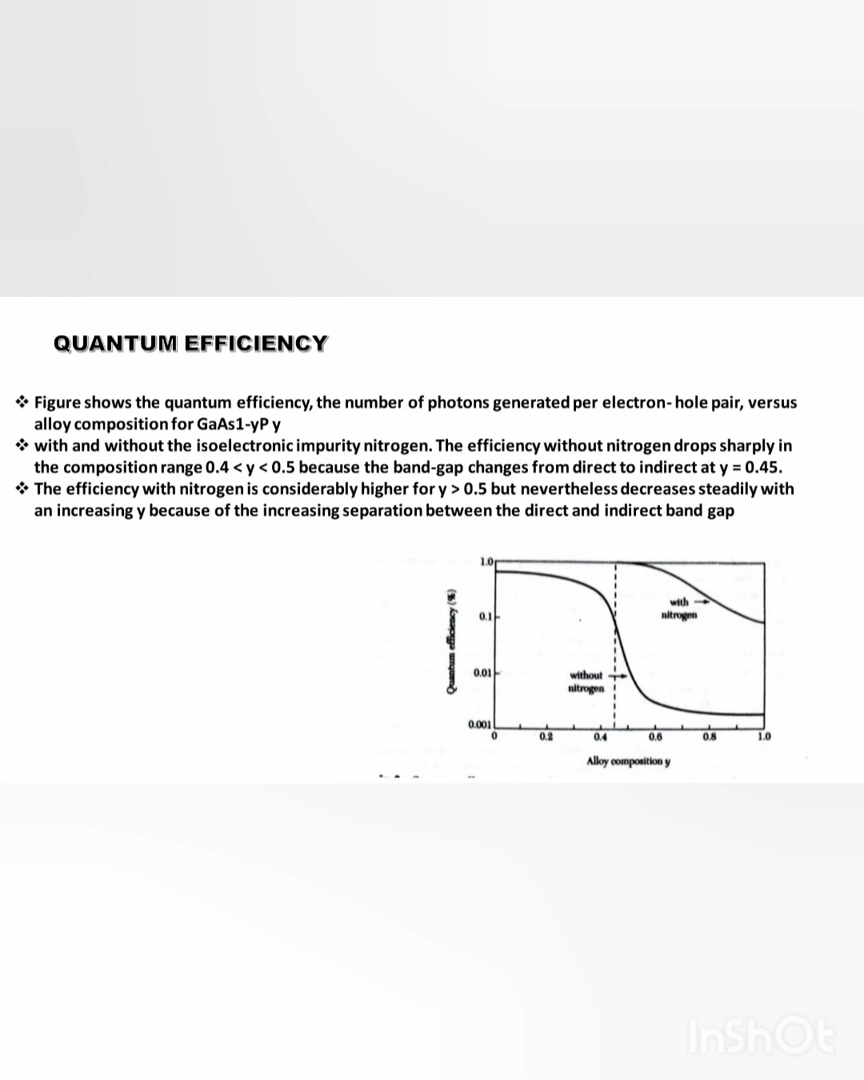 QUANTUM EFFICIENCY
❖ Figure shows the quantum efficiency, the number of photons generated per electron- hole pair, versus
alloy composition for GaAs1-yP y
❖ with and without the isoelectronic impurity nitrogen. The efficiency without nitrogen drops sharply in
the composition range 0.4 < y < 0.5 because the band-gap changes from direct to indirect at y = 0.45.
❖ The efficiency with nitrogen is considerably higher for y > 0.5 but nevertheless decreases steadily with
an increasing y because of the increasing separation between the direct and indirect band gap
1.0
0.1
0.01
0.001
Quantum efficiency (%)
with
nitrogen
without
nitrogen
0 0.2 0.4 0.6 0.8 1.0
Alloy composition y
InShOt